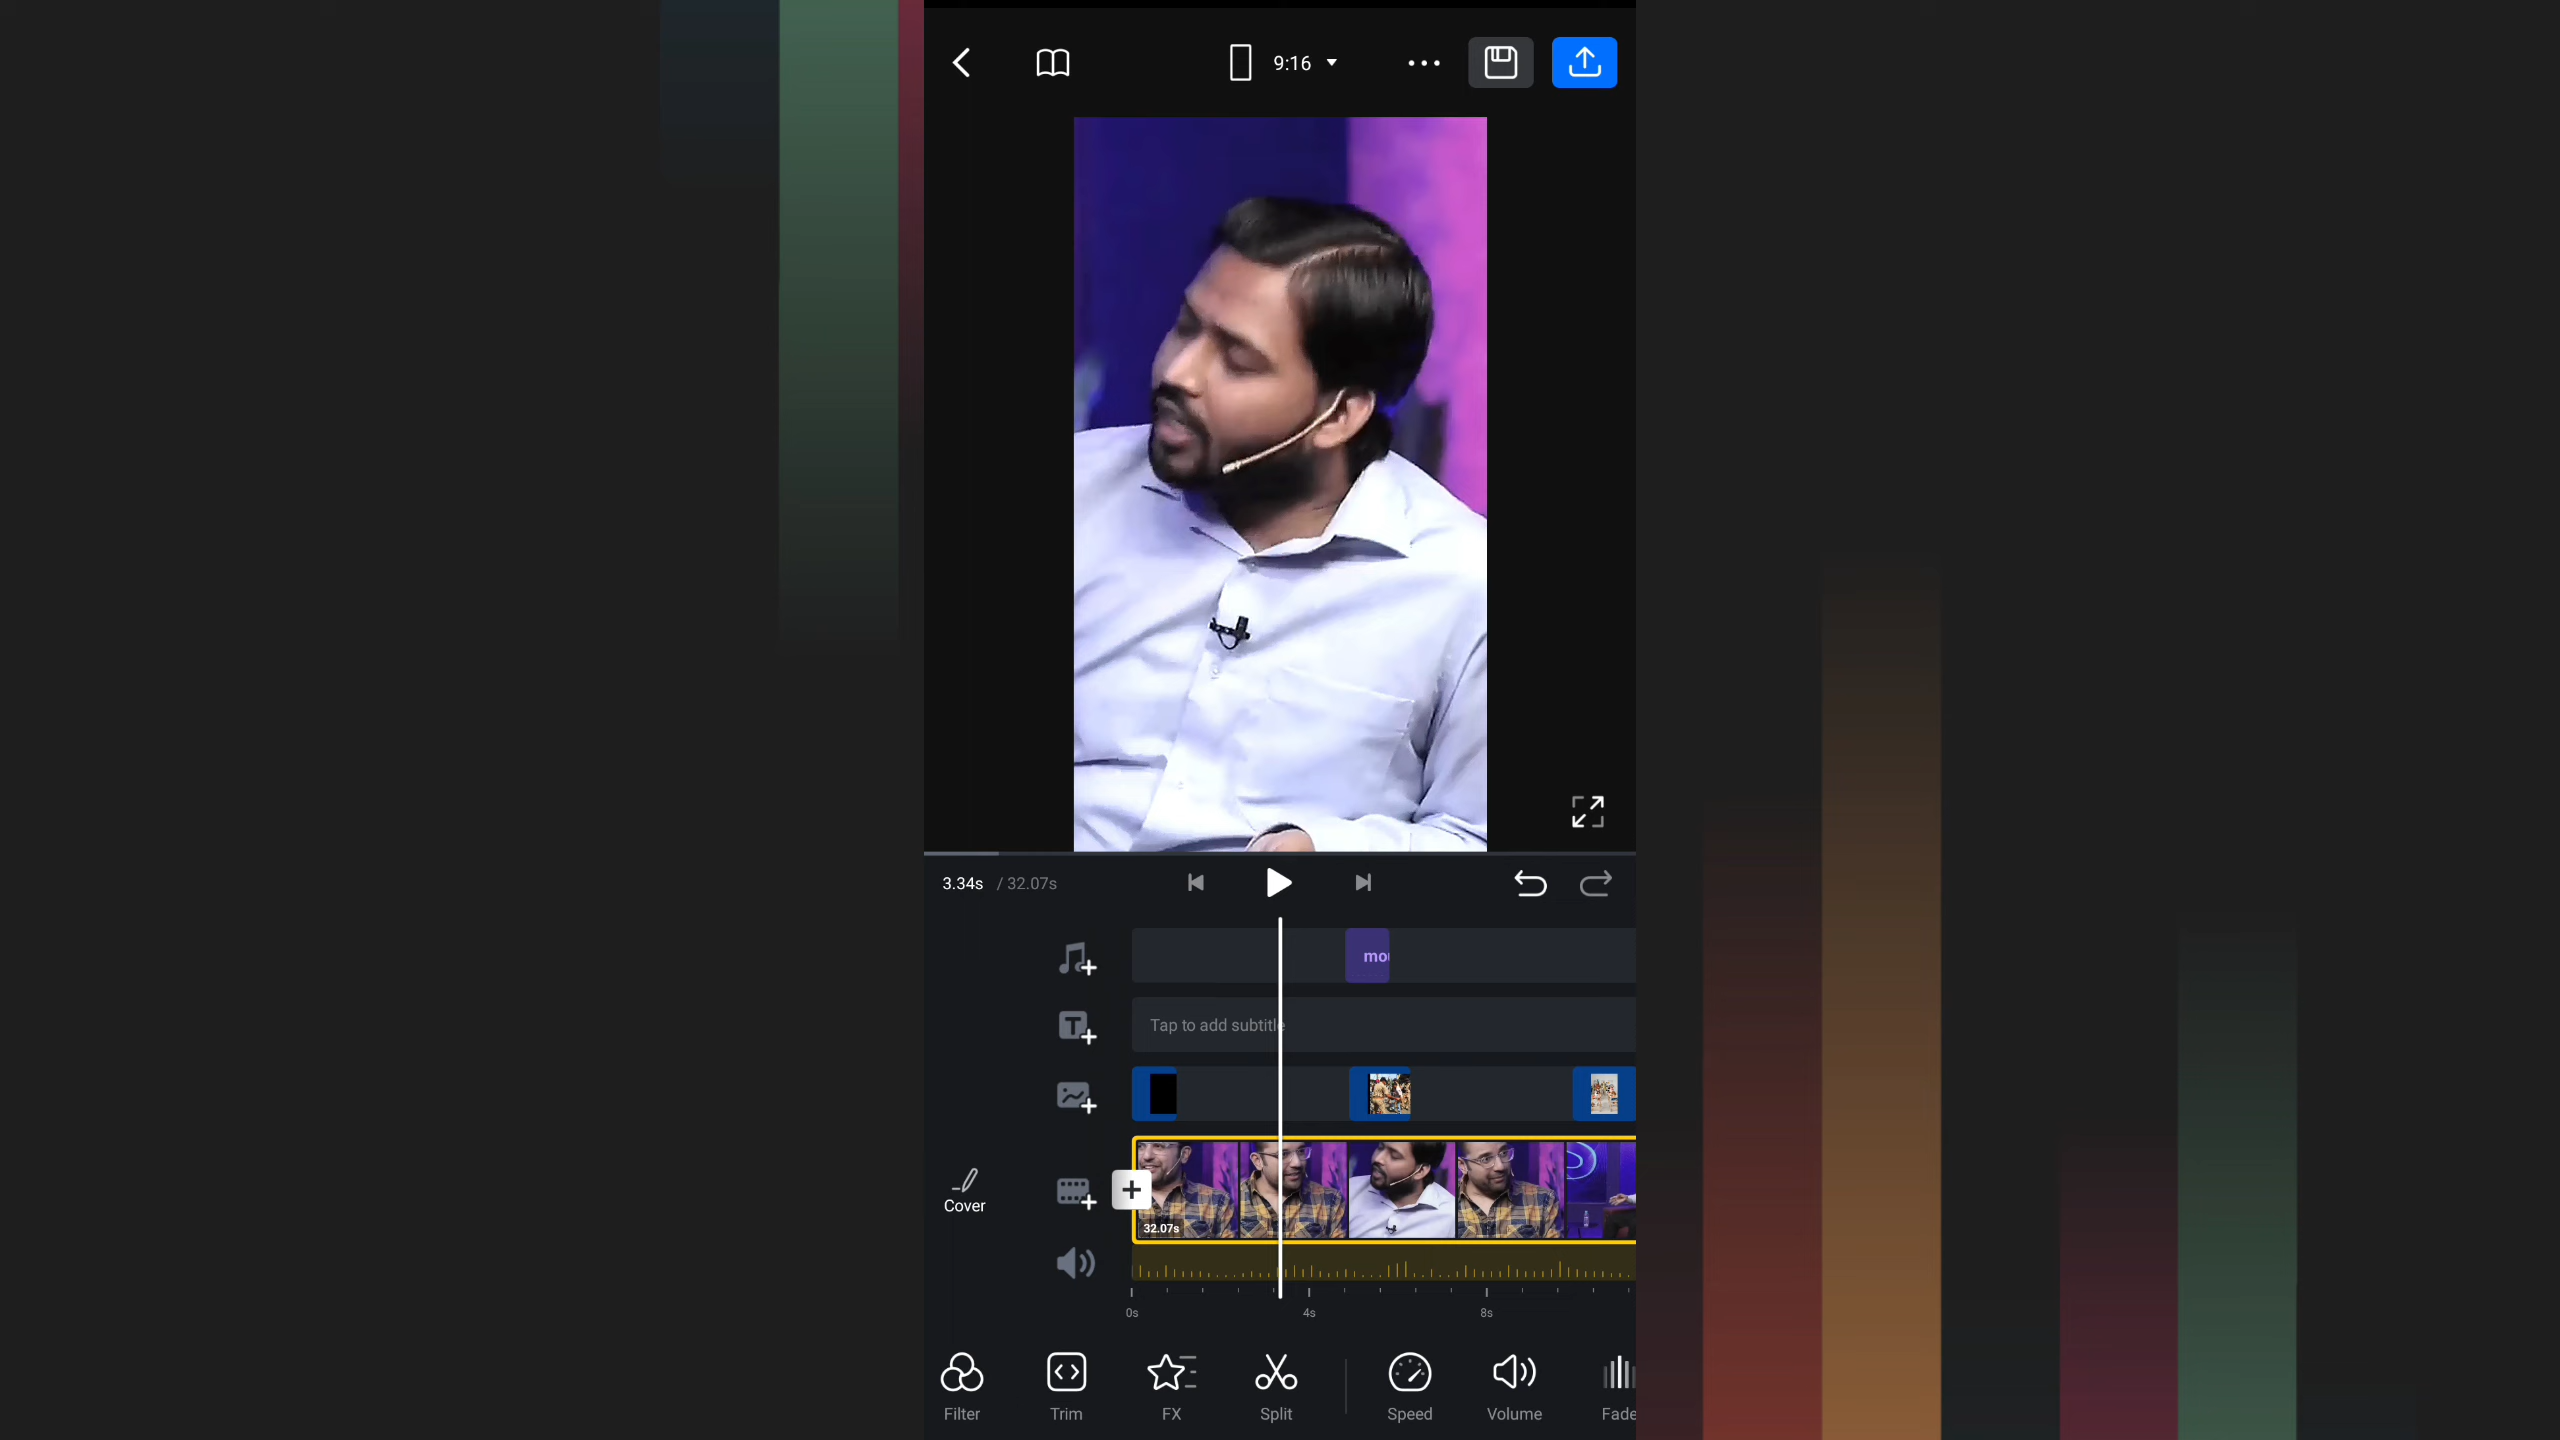 9:16
3.34s / 32.07s
mo
Tap to add subtitle
32.07s
Cover
0s 4s 8s
Filter Trim FX Split Speed Volume Fade